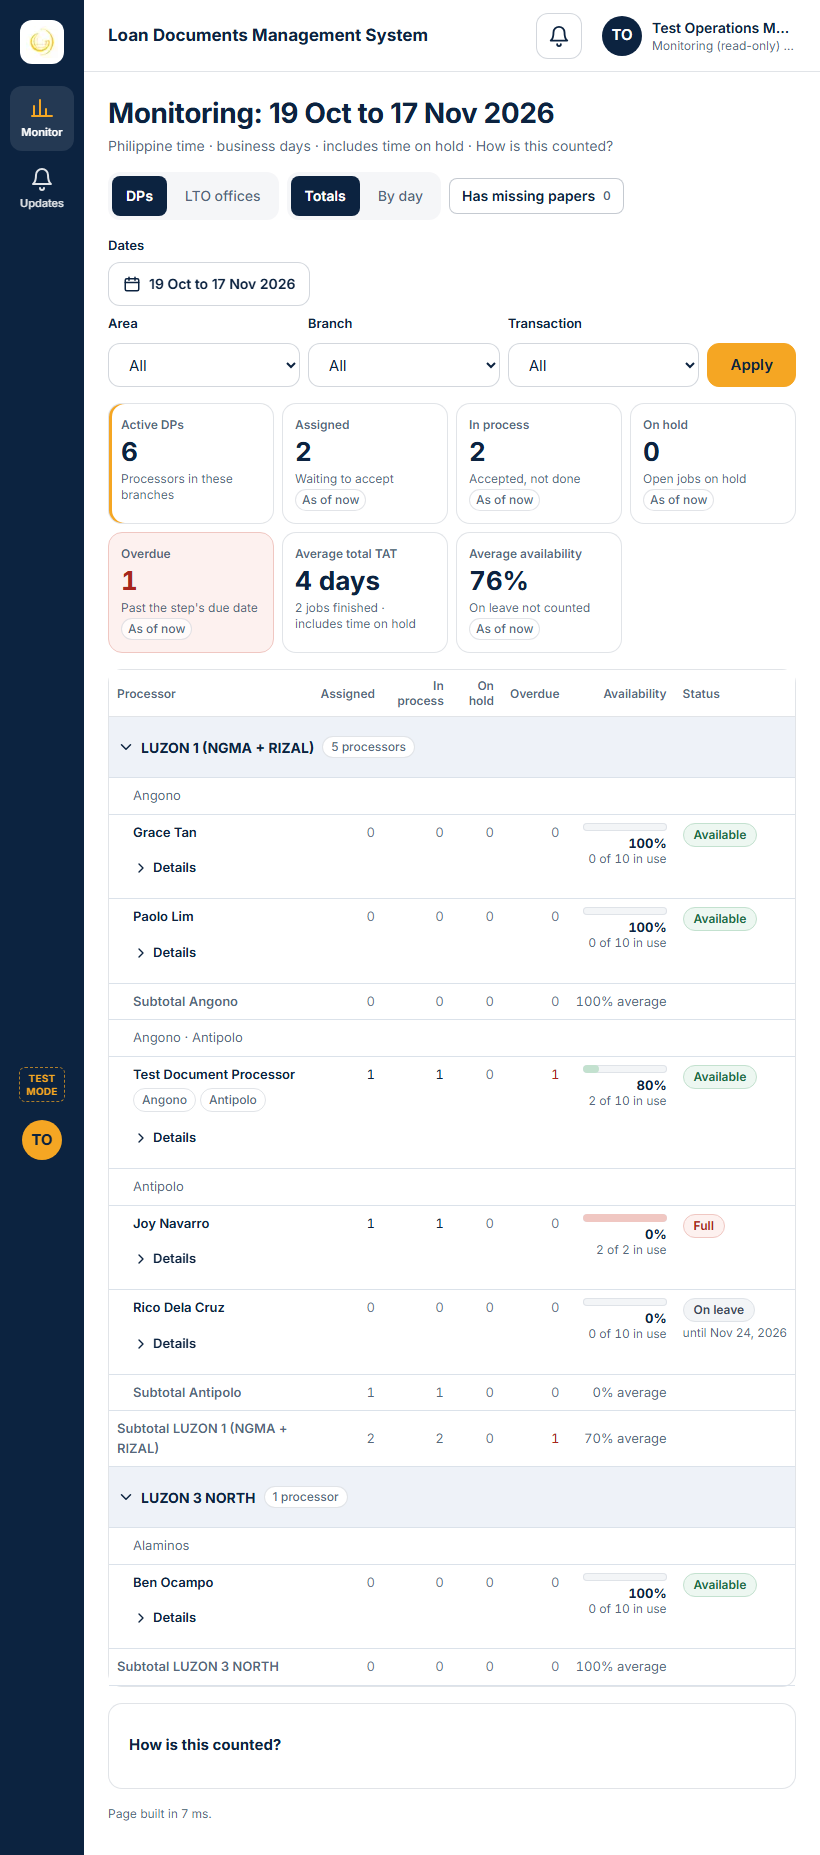 Loan Documents Management System
TO
Test Operations M...
Monitoring (read-only) ...
Monitor
Updates
TEST
MODE
TO
Monitoring: 19 Oct to 17 Nov 2026
Philippine time · business days · includes time on hold · How is this counted?
DPs LTO offices Totals By day Has missing papers 0
Dates
19 Oct to 17 Nov 2026
Area Branch Transaction
All All All Apply
Active DPs
6
Processors in these
branches
Assigned
2
Waiting to accept
As of now
In process
2
Accepted, not done
As of now
On hold
0
Open jobs on hold
As of now
Overdue
1
Past the step's due date
As of now
Average total TAT
4 days
2 jobs finished ·
includes time on hold
Average availability
76%
On leave not counted
As of now
Processor Assigned In process On hold Overdue Availability Status
LUZON 1 (NGMA + RIZAL) 5 processors
Angono
Grace Tan 0 0 0 0 100% Available
0 of 10 in use
Details
Paolo Lim 0 0 0 0 100% Available
0 of 10 in use
Details
Subtotal Angono 0 0 0 0 100% average
Angono · Antipolo
Test Document Processor 1 1 0 1 80% Available
Angono Antipolo 2 of 10 in use
Details
Antipolo
Joy Navarro 1 1 0 0 0% Full
2 of 2 in use
Details
Rico Dela Cruz 0 0 0 0 0% On leave
0 of 10 in use until Nov 24, 2026
Details
Subtotal Antipolo 1 1 0 0 0% average
Subtotal LUZON 1 (NGMA +
RIZAL) 2 2 0 1 70% average
LUZON 3 NORTH 1 processor
Alaminos
Ben Ocampo 0 0 0 0 100% Available
0 of 10 in use
Details
Subtotal LUZON 3 NORTH 0 0 0 0 100% average
How is this counted?
Page built in 7 ms.